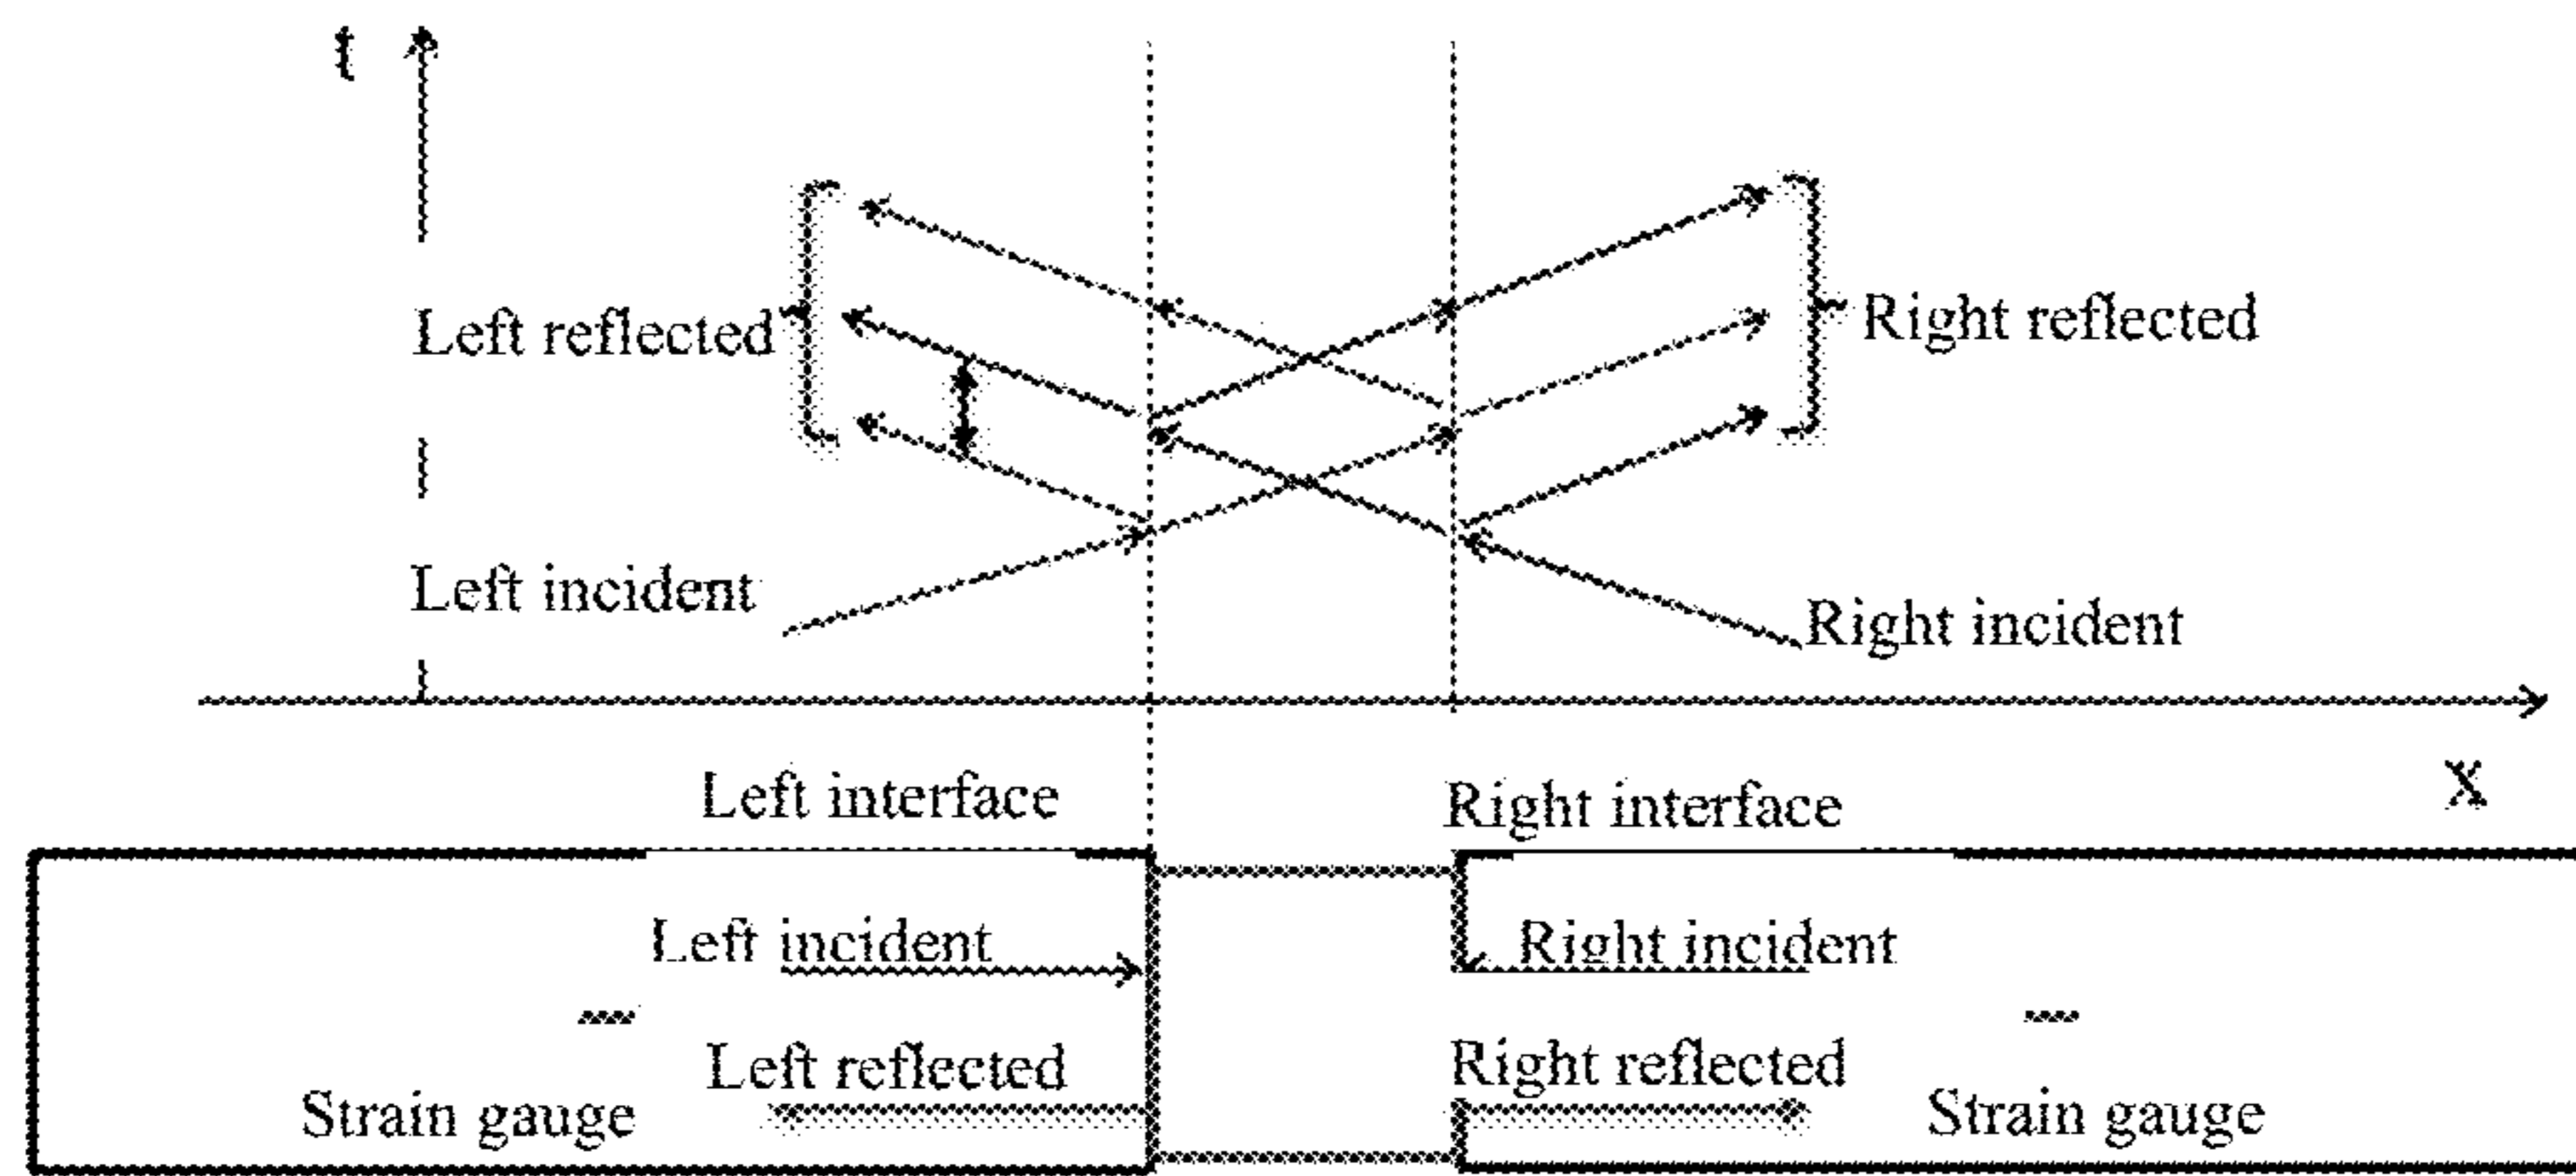 t
Left reflected
Right reflected
Left incident
Right incident
X
Left interface
Right interface
Left incident
Right incident
Left reflected
Right reflected
Strain gauge
Strain gauge